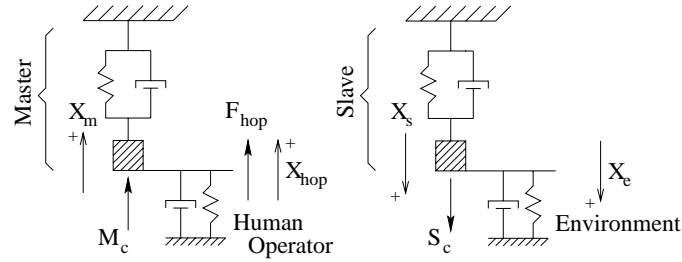 Master
X_m
+
F_hop
+
X_hop
M_c
Human
Operator
Slave
X_s
+
S_c
X_e
+
Environment